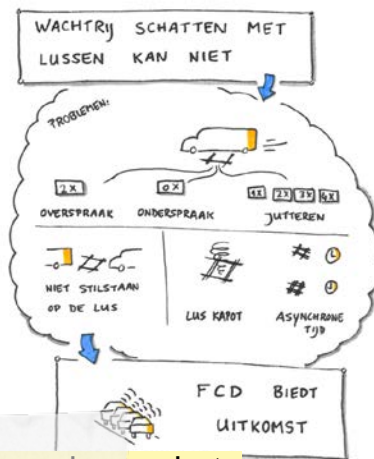 WACHTRIJ SCHATTEN MET
LUSSEN KAN NIET
PROBLEMEN:
2X
0X
1X 2X 3X 4X
OVERSPRAAK
ONDERSPRAAK
JUTTEREN
NIET STILSTAAN
OP DE LUS
LUS KAPOT
ASYNCHRONE
TIJD
FCD BIEDT
UITKOMST